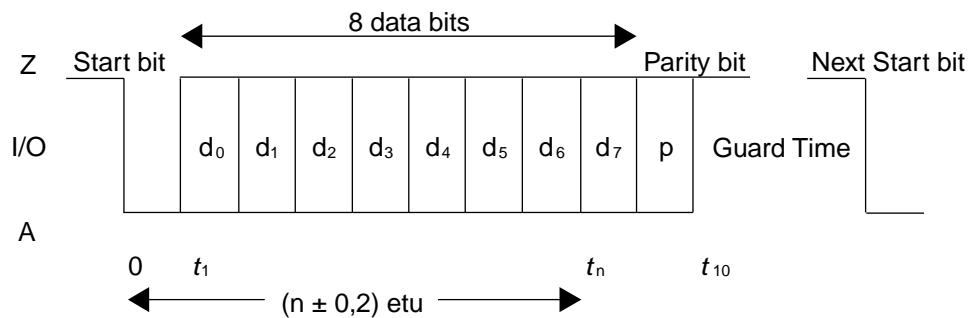 8 data bits
Z Start bit Parity bit Next Start bit
I/O d0 d1 d2 d3 d4 d5 d6 d7 p Guard Time
A
0 t1 tn t10
(n ± 0,2) etu